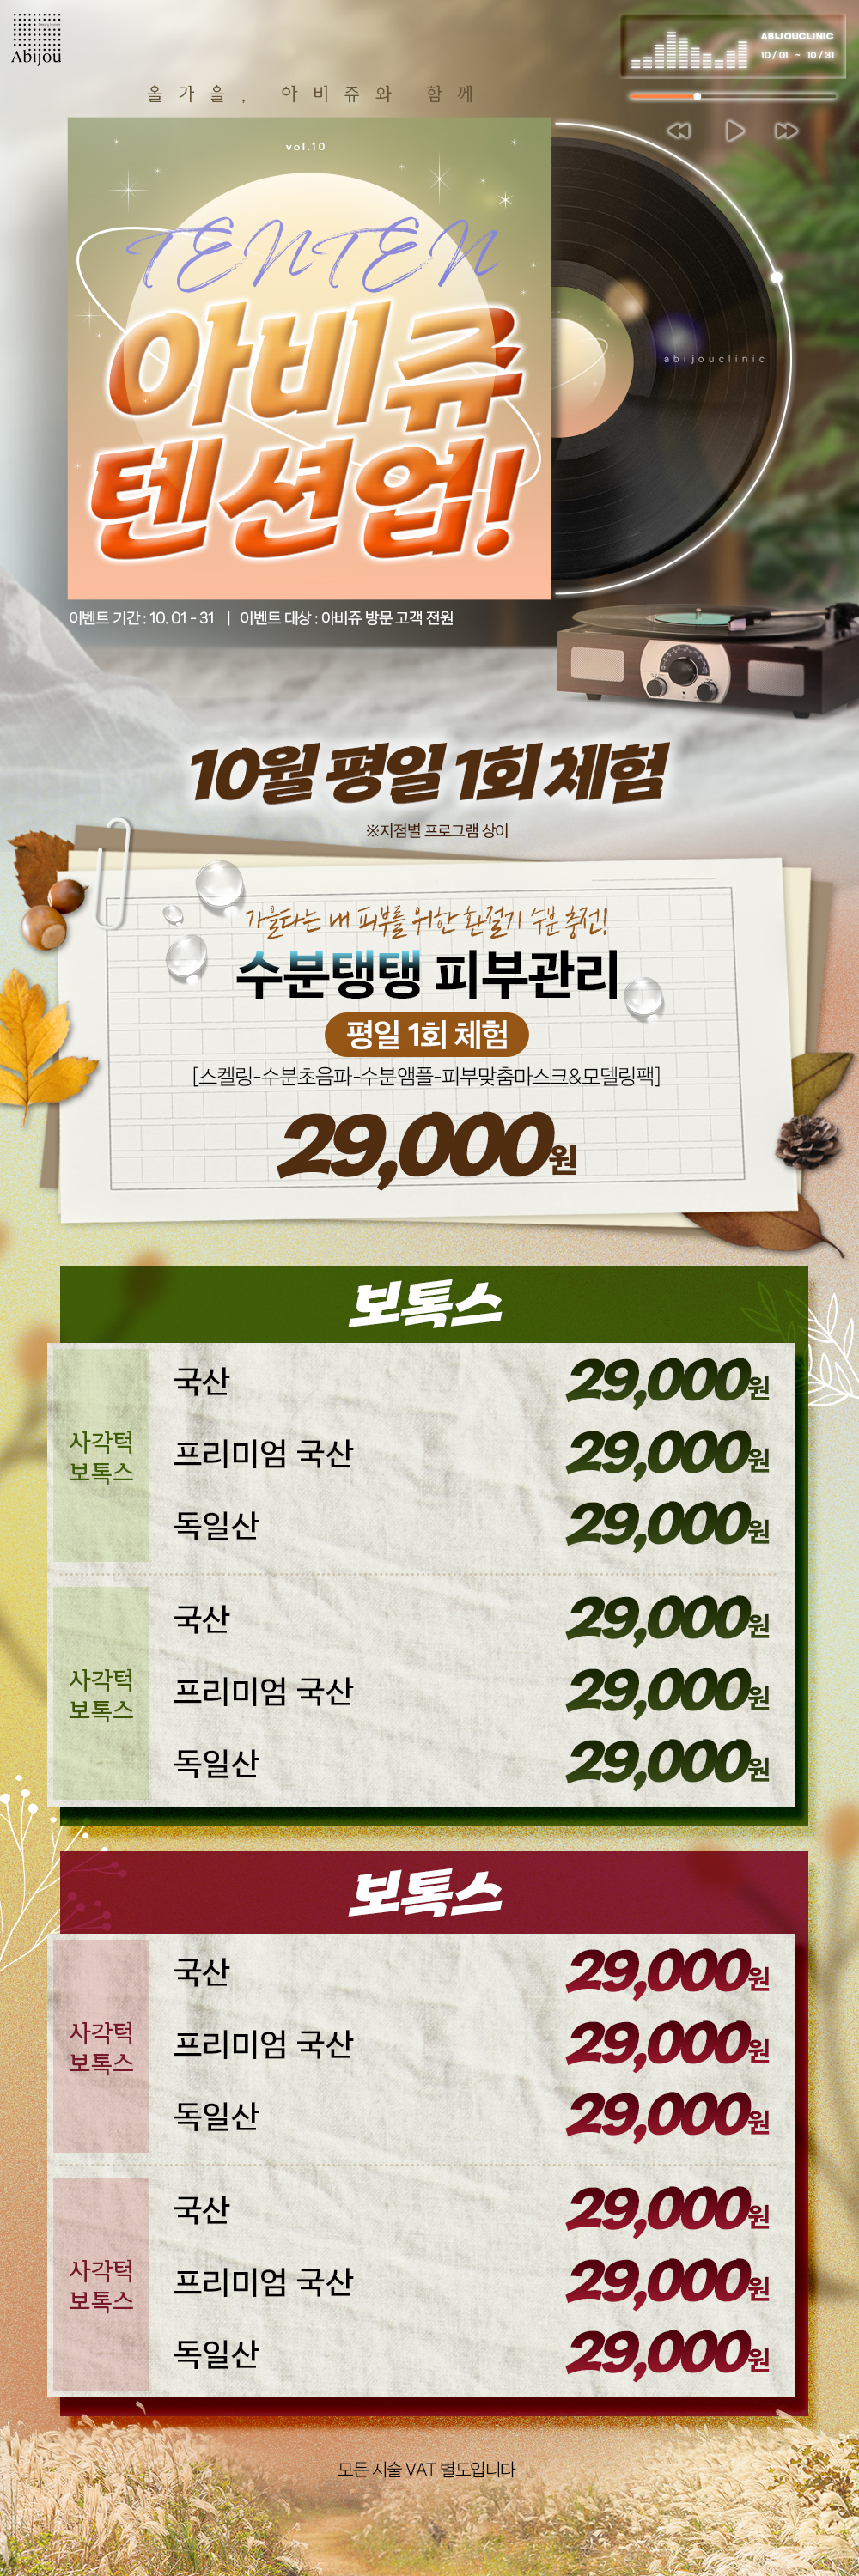 Abijou
ABIJOUCLINIC
10 / 01 ~ 10 / 31
올가을, 아비쥬와 함께
vol.10
TENTEN
아비쥬
텐션업!
abijouclinic
이벤트 기간 : 10. 01 - 31 | 이벤트 대상 : 아비쥬 방문 고객 전원
10월 평일 1회 체험
※지점별 프로그램 상이
가을타는 내 피부를 위한 환절기 수분 충전!
수분탱탱 피부관리
평일 1회 체험
[스켈링-수분초음파-수분앰플-피부맞춤마스크&모델링팩]
29,000원
보톡스
사각턱
보톡스
국산 29,000원
프리미엄 국산 29,000원
독일산 29,000원
사각턱
보톡스
국산 29,000원
프리미엄 국산 29,000원
독일산 29,000원
보톡스
사각턱
보톡스
국산 29,000원
프리미엄 국산 29,000원
독일산 29,000원
사각턱
보톡스
국산 29,000원
프리미엄 국산 29,000원
독일산 29,000원
모든 시술 VAT 별도입니다